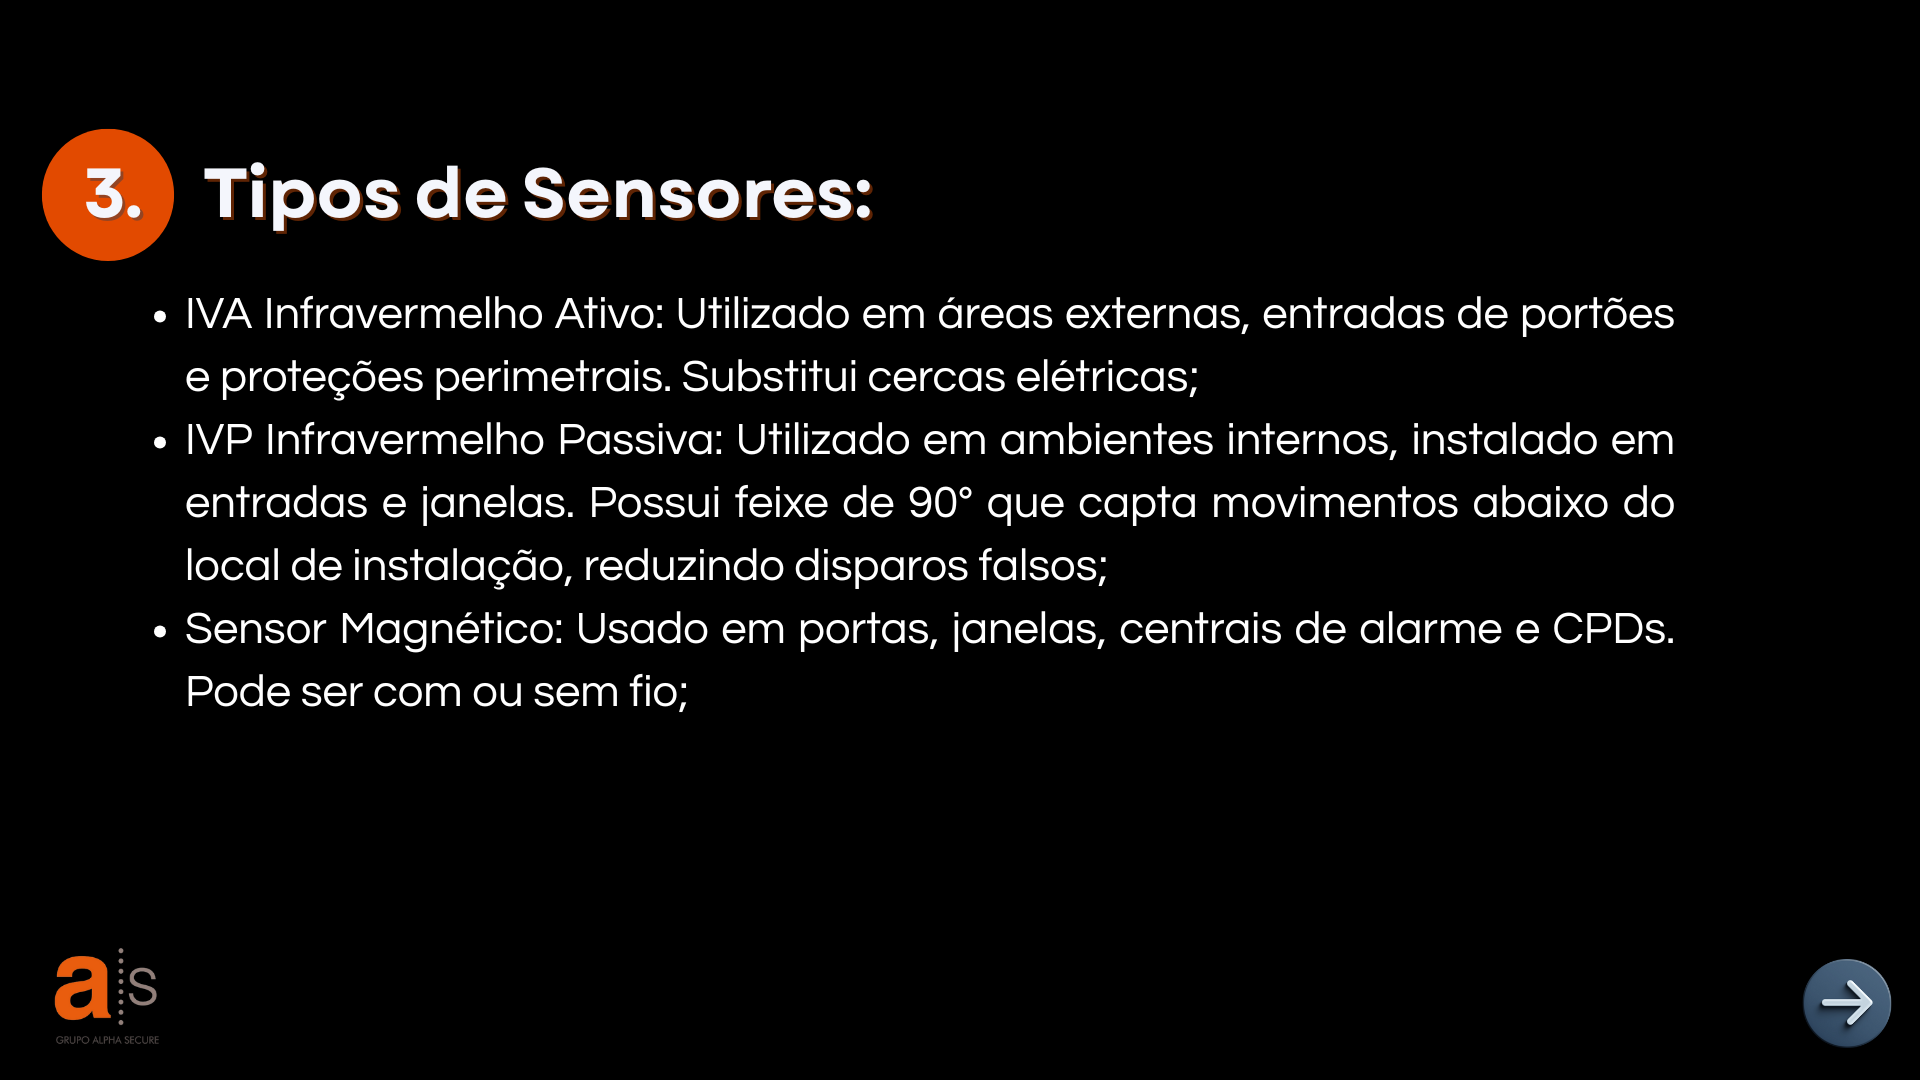 3. Tipos de Sensores:
• IVA Infravermelho Ativo: Utilizado em áreas externas, entradas de portões
e proteções perimetrais. Substitui cercas elétricas;
• IVP Infravermelho Passiva: Utilizado em ambientes internos, instalado em
entradas e janelas. Possui feixe de 90° que capta movimentos abaixo do
local de instalação, reduzindo disparos falsos;
• Sensor Magnético: Usado em portas, janelas, centrais de alarme e CPDs.
Pode ser com ou sem fio;
a s
GRUPO ALPHA SECURE